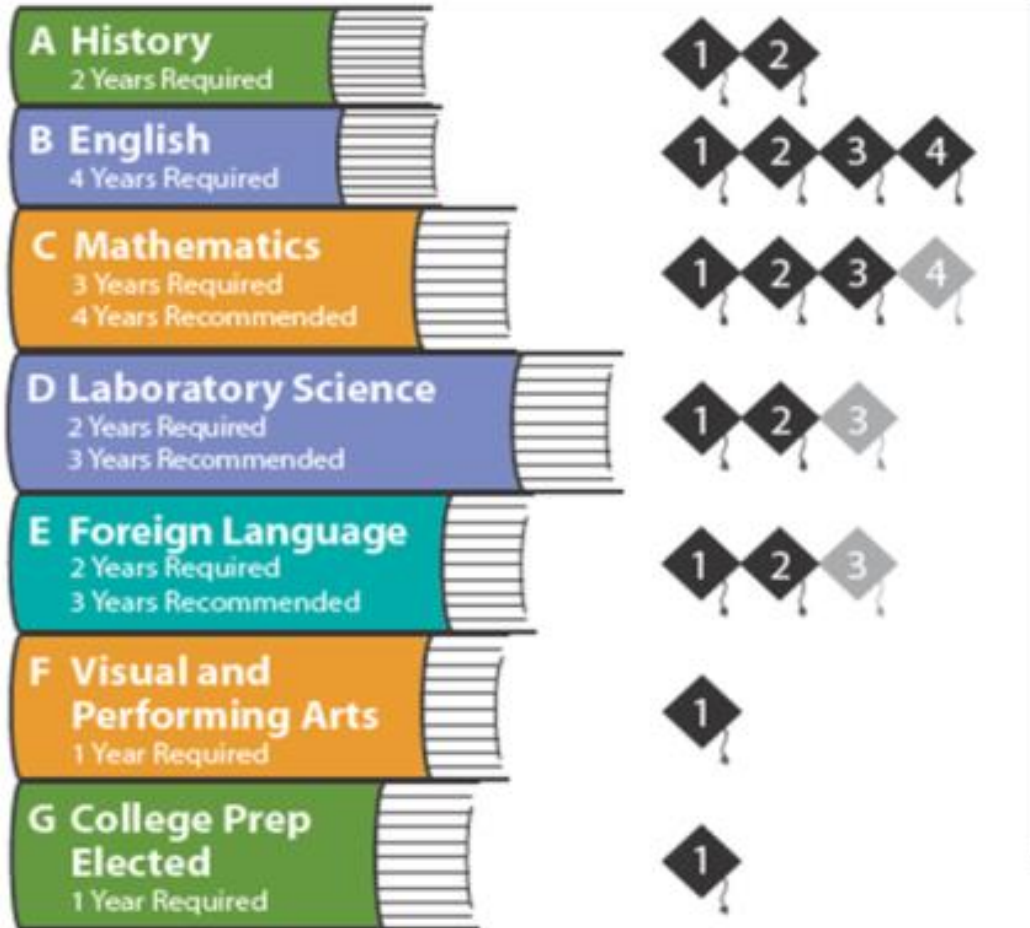 A History
2 Years Required
1 2
B English
4 Years Required
1 2 3 4
C Mathematics
3 Years Required
4 Years Recommended
1 2 3 4
D Laboratory Science
2 Years Required
3 Years Recommended
1 2 3
E Foreign Language
2 Years Required
3 Years Recommended
1 2 3
F Visual and
Performing Arts
1 Year Required
1
G College Prep
Elected
1 Year Required
1